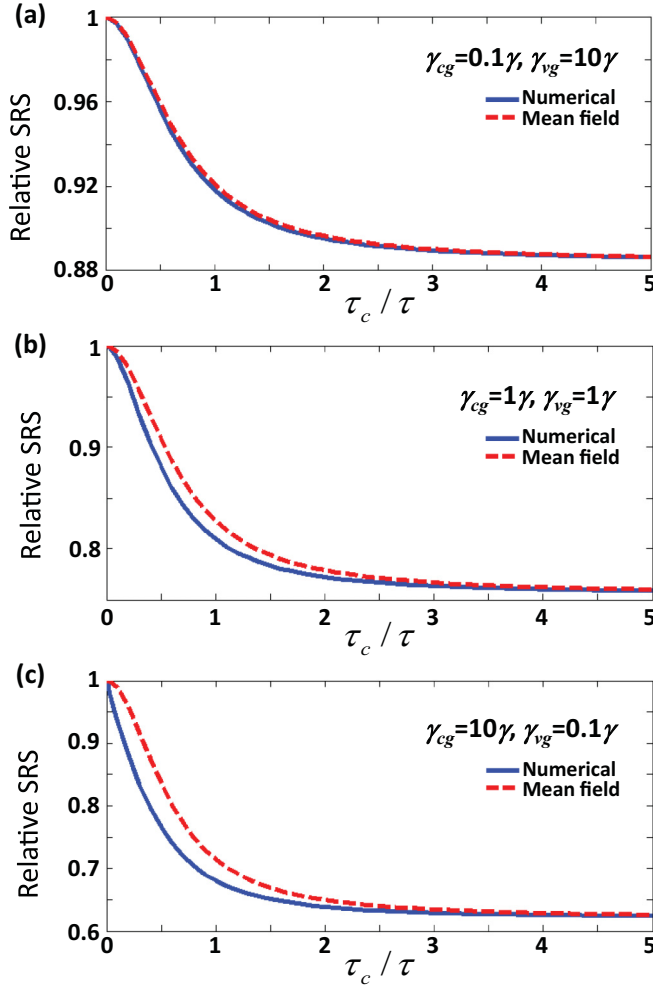 (a)
1
0.96
0.92
0.88
Relative SRS
γcg=0.1γ, γvg=10γ
Numerical
Mean field
0 1 2 3 4 5
τc / τ
(b)
1
0.9
0.8
Relative SRS
γcg=1γ, γvg=1γ
Numerical
Mean field
0 1 2 3 4 5
τc / τ
(c)
1
0.9
0.8
0.7
0.6
Relative SRS
γcg=10γ, γvg=0.1γ
Numerical
Mean field
0 1 2 3 4 5
τc / τ